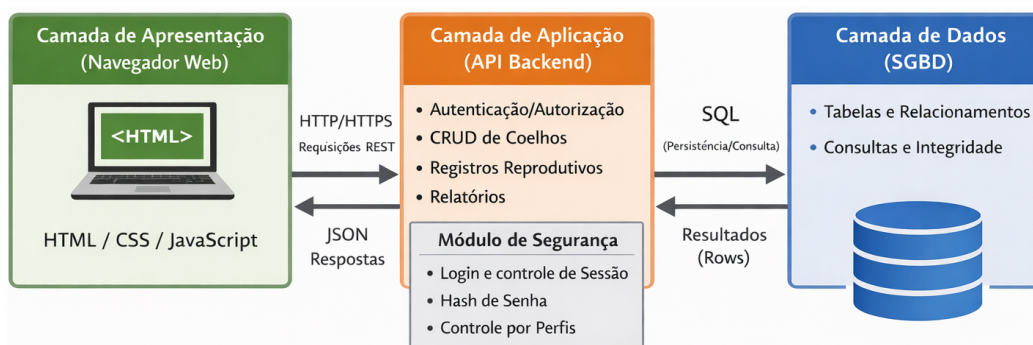 Camada de Apresentação
(Navegador Web)
<HTML>
HTML / CSS / JavaScript
HTTP/HTTPS
Requisições REST
JSON
Respostas
Camada de Aplicação
(API Backend)
• Autenticação/Autorização
• CRUD de Coelhos
• Registros Reprodutivos
• Relatórios
Módulo de Segurança
• Login e controle de Sessão
• Hash de Senha
• Controle por Perfis
SQL
(Persisténcia/Consulta)
Resultados
(Rows)
Camada de Dados
(SGBD)
• Tabelas e Relacionamentos
• Consultas e Integridade